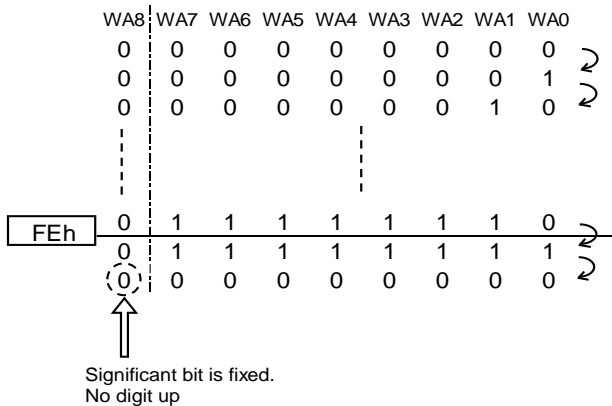 WA8 WA7 WA6 WA5 WA4 WA3 WA2 WA1 WA0
0 0 0 0 0 0 0 0 0
0 0 0 0 0 0 0 0 1
0 0 0 0 0 0 0 1 0
FEh 0 1 1 1 1 1 1 1 0
0 1 1 1 1 1 1 1 1
0 0 0 0 0 0 0 0 0
Significant bit is fixed.
No digit up